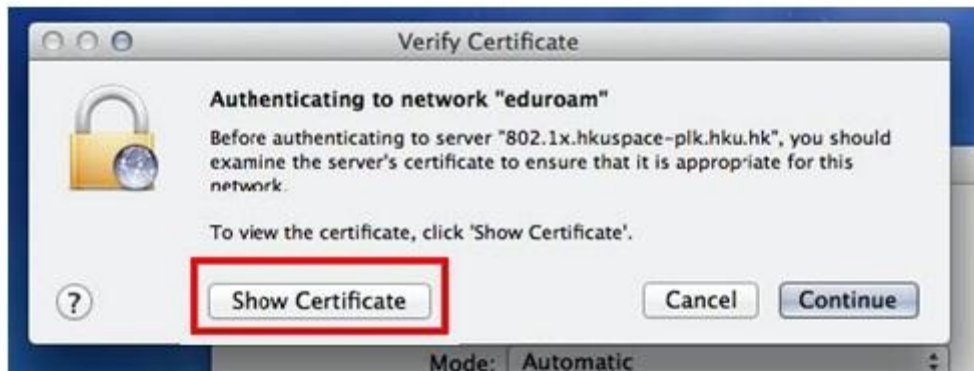 Verify Certificate
Authenticating to network "eduroam"
Before authenticating to server "802.1x.hkuspace-plk.hku.hk", you should
examine the server's certificate to ensure that it is appropriate for this
network.
To view the certificate, click 'Show Certificate'.
?
Show Certificate
Cancel
Continue
Mode: Automatic